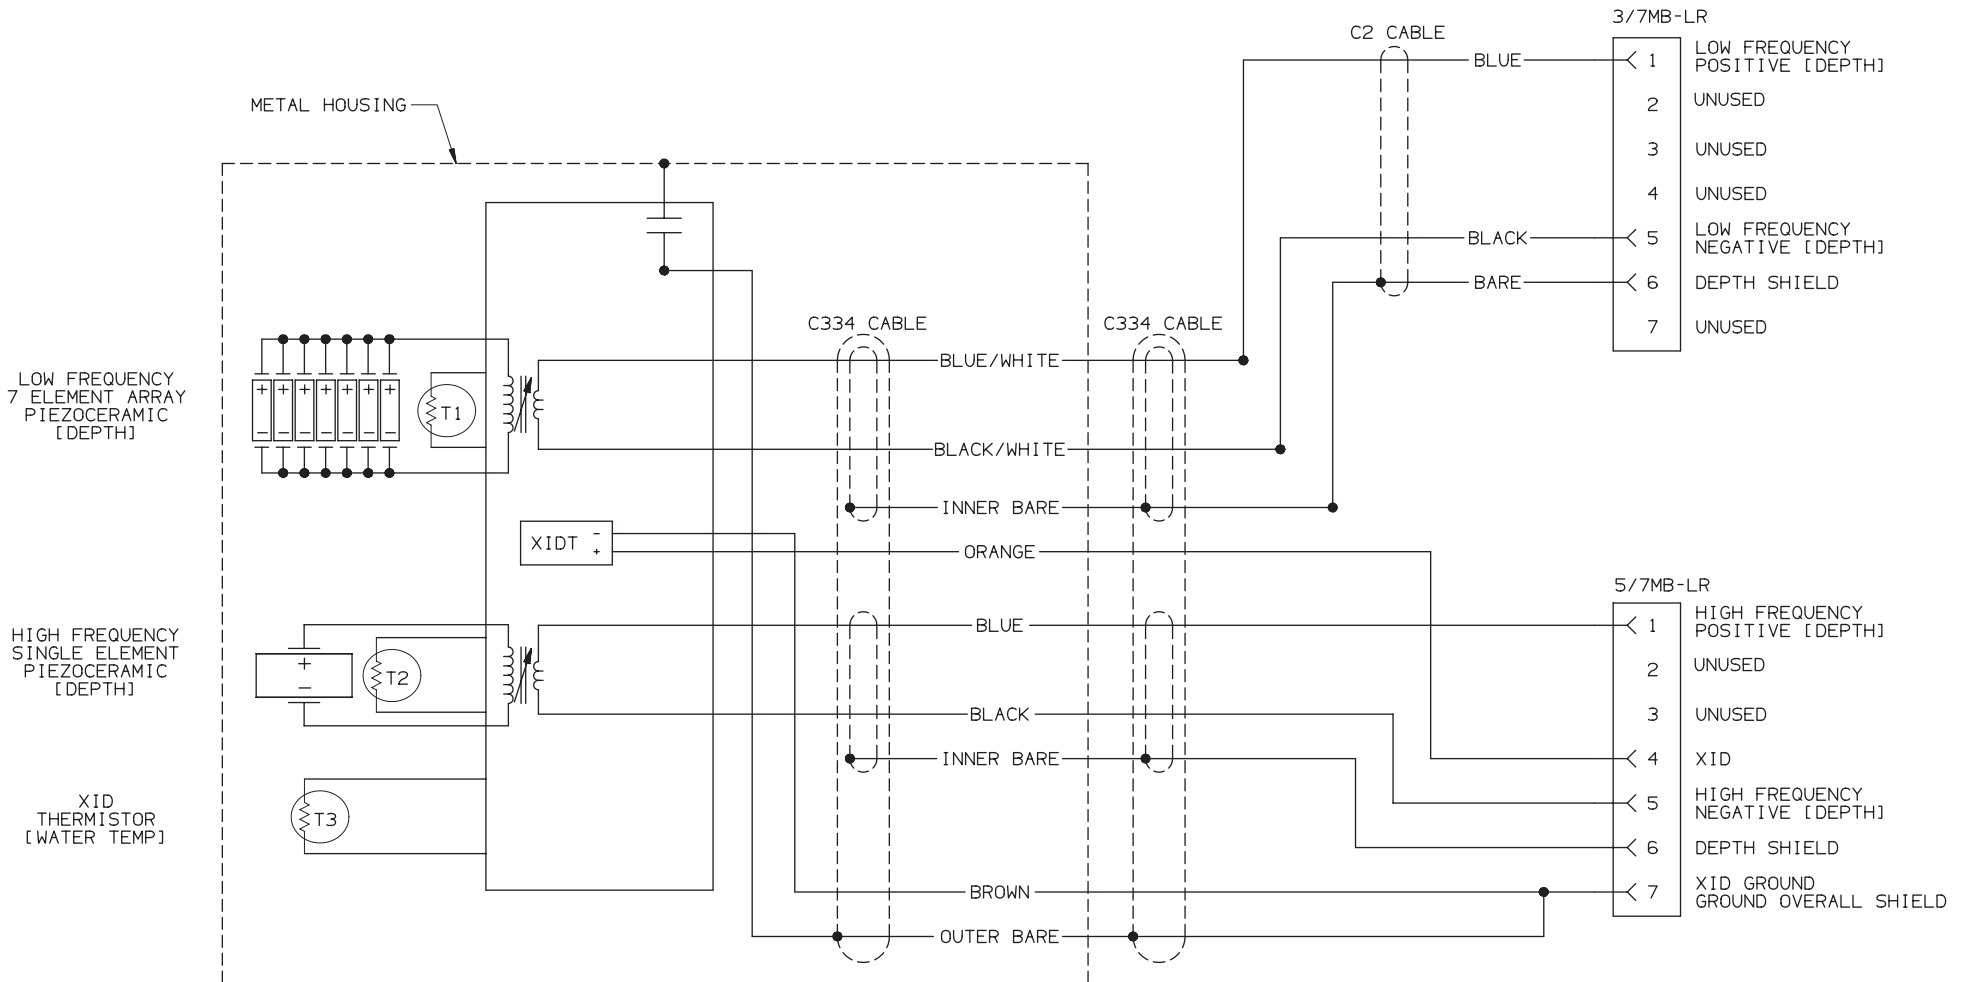 3/7MB-LR
C2 CABLE
BLUE
1
LOW FREQUENCY
POSITIVE [DEPTH]
2
UNUSED
3
UNUSED
4
UNUSED
BLACK
5
LOW FREQUENCY
NEGATIVE [DEPTH]
BARE
6
DEPTH SHIELD
7
UNUSED
METAL HOUSING
C334 CABLE
C334 CABLE
LOW FREQUENCY
7 ELEMENT ARRAY
PIEZOCERAMIC
[DEPTH]
+ + + + + + +
- - - - - - -
T1
BLUE/WHITE
BLACK/WHITE
INNER BARE
XIDT
-
+
ORANGE
5/7MB-LR
HIGH FREQUENCY
SINGLE ELEMENT
PIEZOCERAMIC
[DEPTH]
+
-
T2
BLUE
1
HIGH FREQUENCY
POSITIVE [DEPTH]
2
UNUSED
BLACK
3
UNUSED
INNER BARE
4
XID
XID
THERMISTOR
[WATER TEMP]
T3
5
HIGH FREQUENCY
NEGATIVE [DEPTH]
6
DEPTH SHIELD
BROWN
7
XID GROUND
GROUND OVERALL SHIELD
OUTER BARE